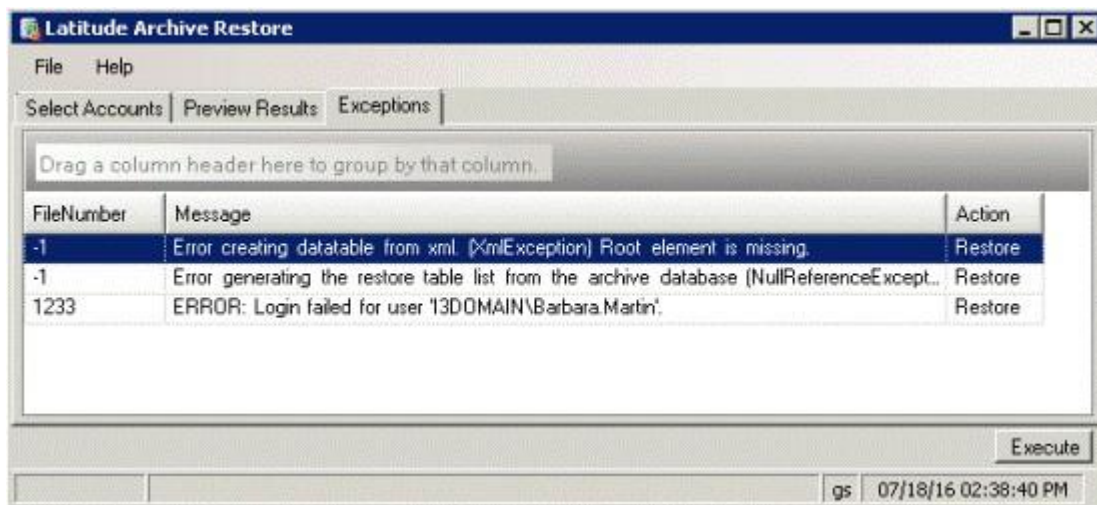 Latitude Archive Restore
File Help
Select Accounts Preview Results Exceptions
Drag a column header here to group by that column.
FileNumber Message Action
-1 Error creating datatable from xml. (XmlException) Root element is missing. Restore
-1 Error generating the restore table list from the archive database (NullReferenceExcept... Restore
1233 ERROR: Login failed for user '13DOMAIN\Barbara.Martin'. Restore
Execute
gs 07/18/16 02:38:40 PM